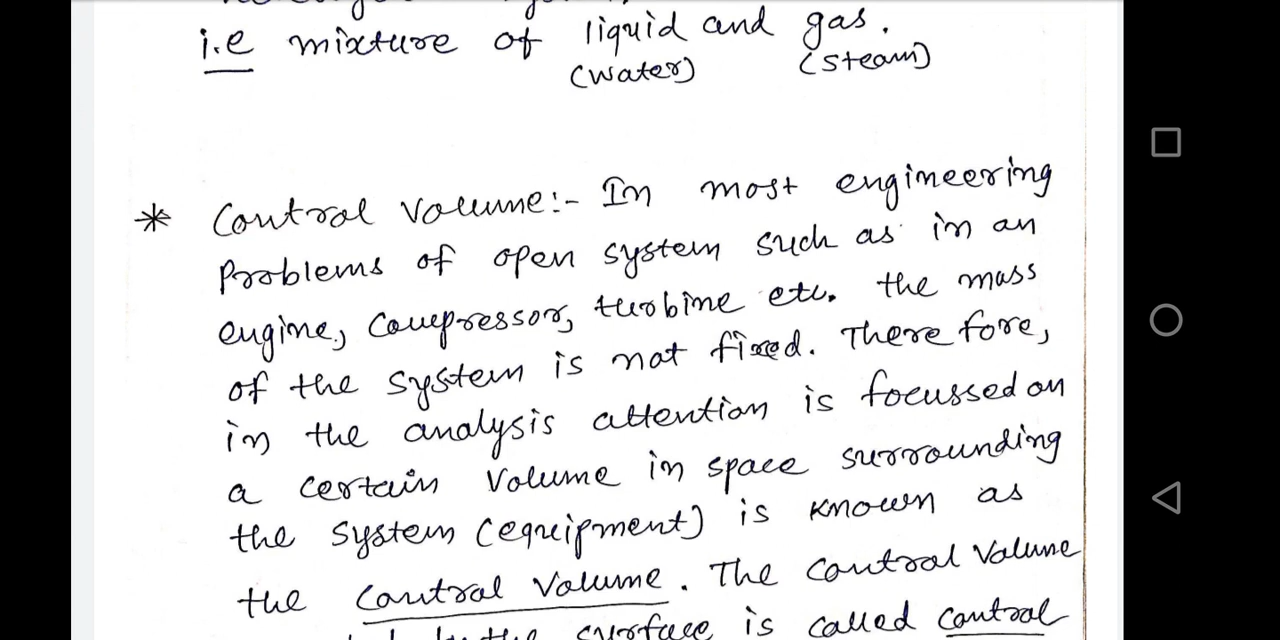 i.e mixture of liquid and gas.
(water) (steam)
* Control volume:- In most engineering
Problems of open system such as in an
engine, Compressor, turbine etc. the mass
of the system is not fixed. Therefore,
in the analysis attention is focussed on
a certain volume in space surrounding
the system (equipment) is known as
the control volume. The control volume
the surface is called control